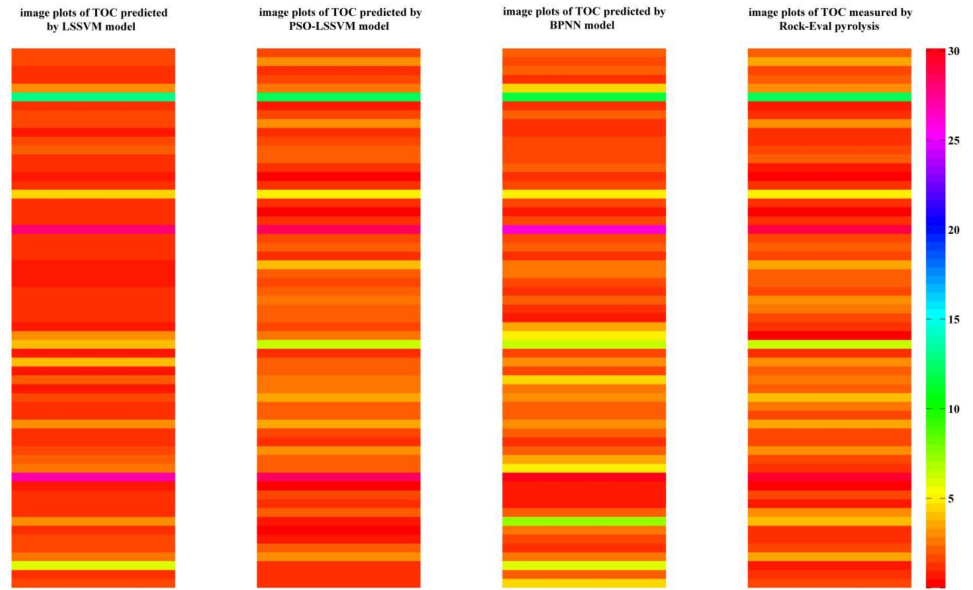 image plots of TOC predicted
by LSSVM model
image plots of TOC predicted by
PSO-LSSVM model
image plots of TOC predicted by
BPNN model
image plots of TOC measured by
Rock-Eval pyrolysis
30
25
20
15
10
5